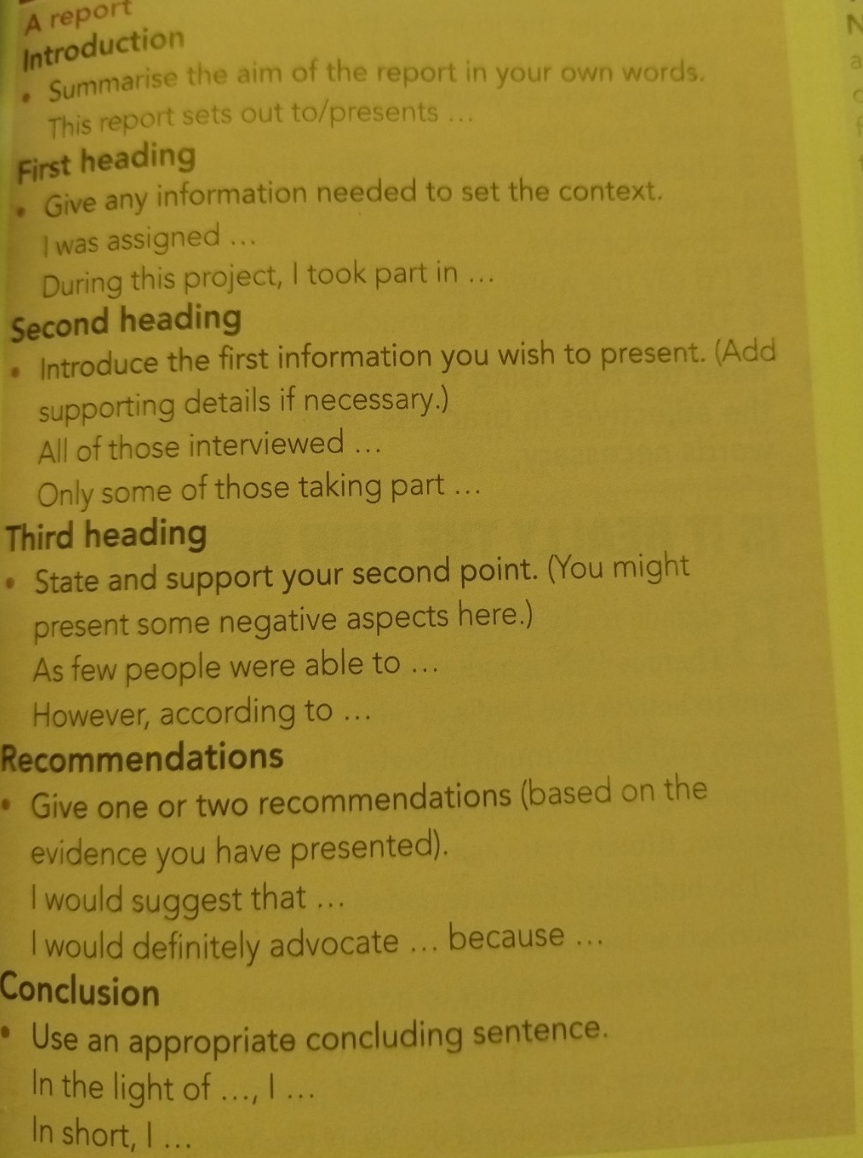 A report
Introduction
• Summarise the aim of the report in your own words.
This report sets out to/presents ...
First heading
• Give any information needed to set the context.
I was assigned ...
During this project, I took part in ...
Second heading
• Introduce the first information you wish to present. (Add
supporting details if necessary.)
All of those interviewed ...
Only some of those taking part ...
Third heading
• State and support your second point. (You might
present some negative aspects here.)
As few people were able to ...
However, according to ...
Recommendations
• Give one or two recommendations (based on the
evidence you have presented).
I would suggest that ...
I would definitely advocate ... because ...
Conclusion
• Use an appropriate concluding sentence.
In the light of ..., I ...
In short, I ...